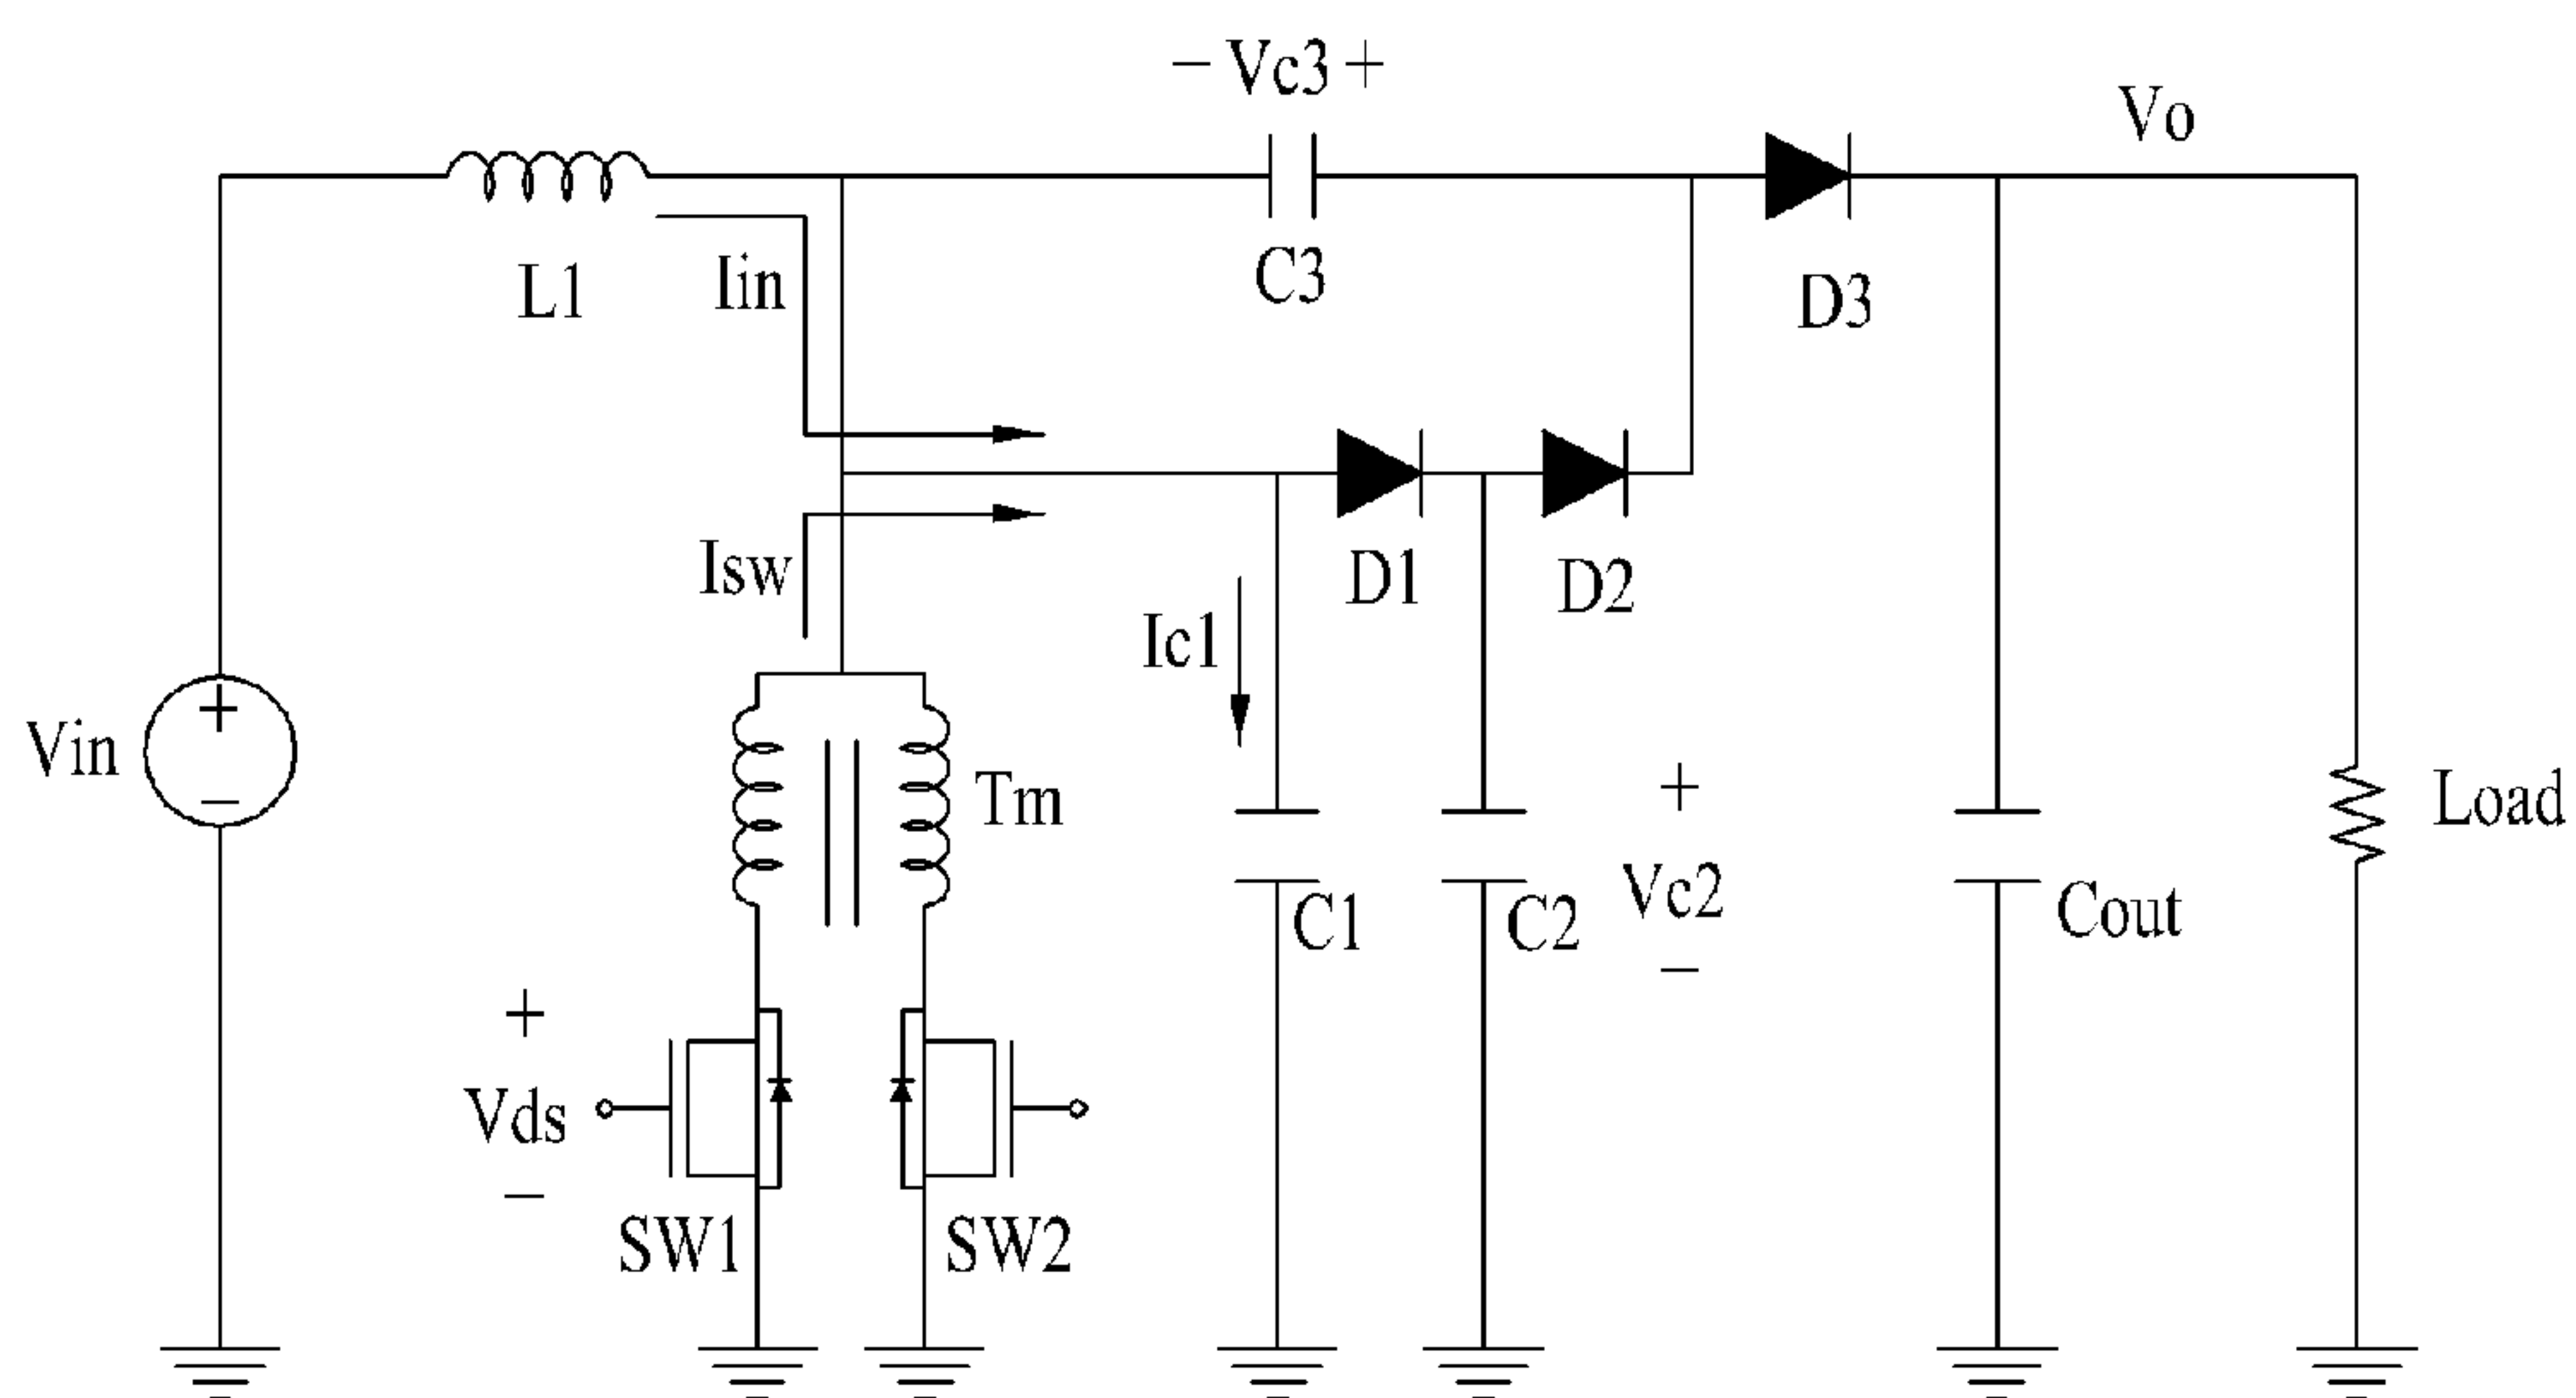 − Vc3 +
Vo
L1
Iin
C3
D3
Isw
D1
D2
Ic1
+
Vin
−
Tm
+
Load
C1
C2
Vc2
Cout
−
+
Vds
−
SW1
SW2